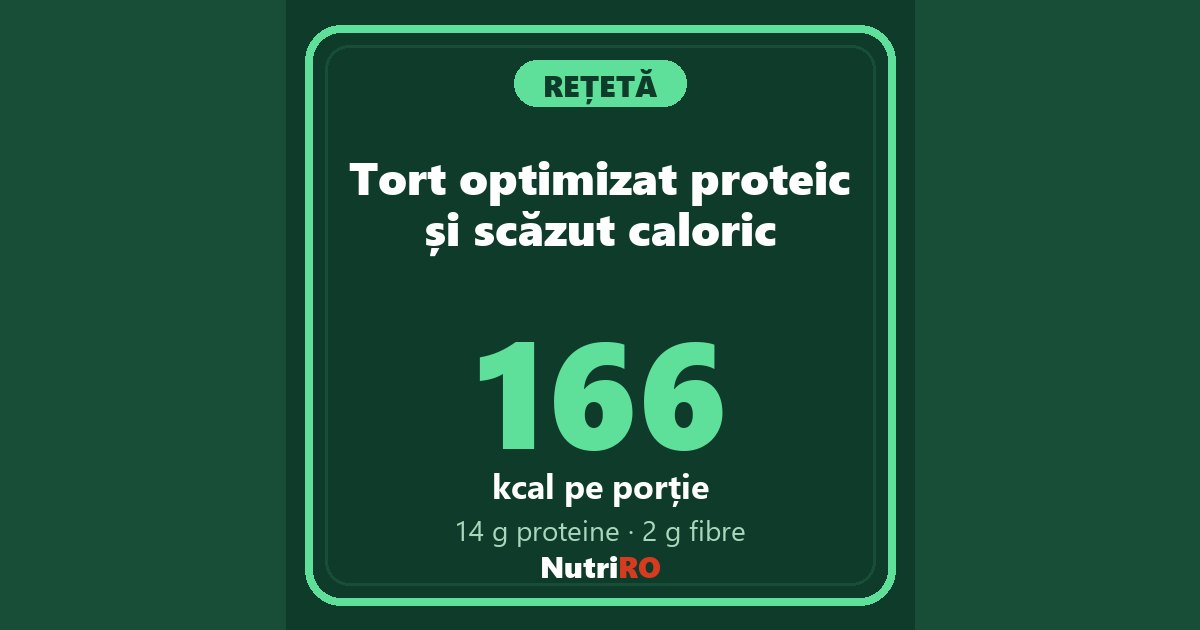 REȚETĂ
Tort optimizat proteic
și scăzut caloric
166
kcal pe porție
14 g proteine · 2 g fibre
NutriRO